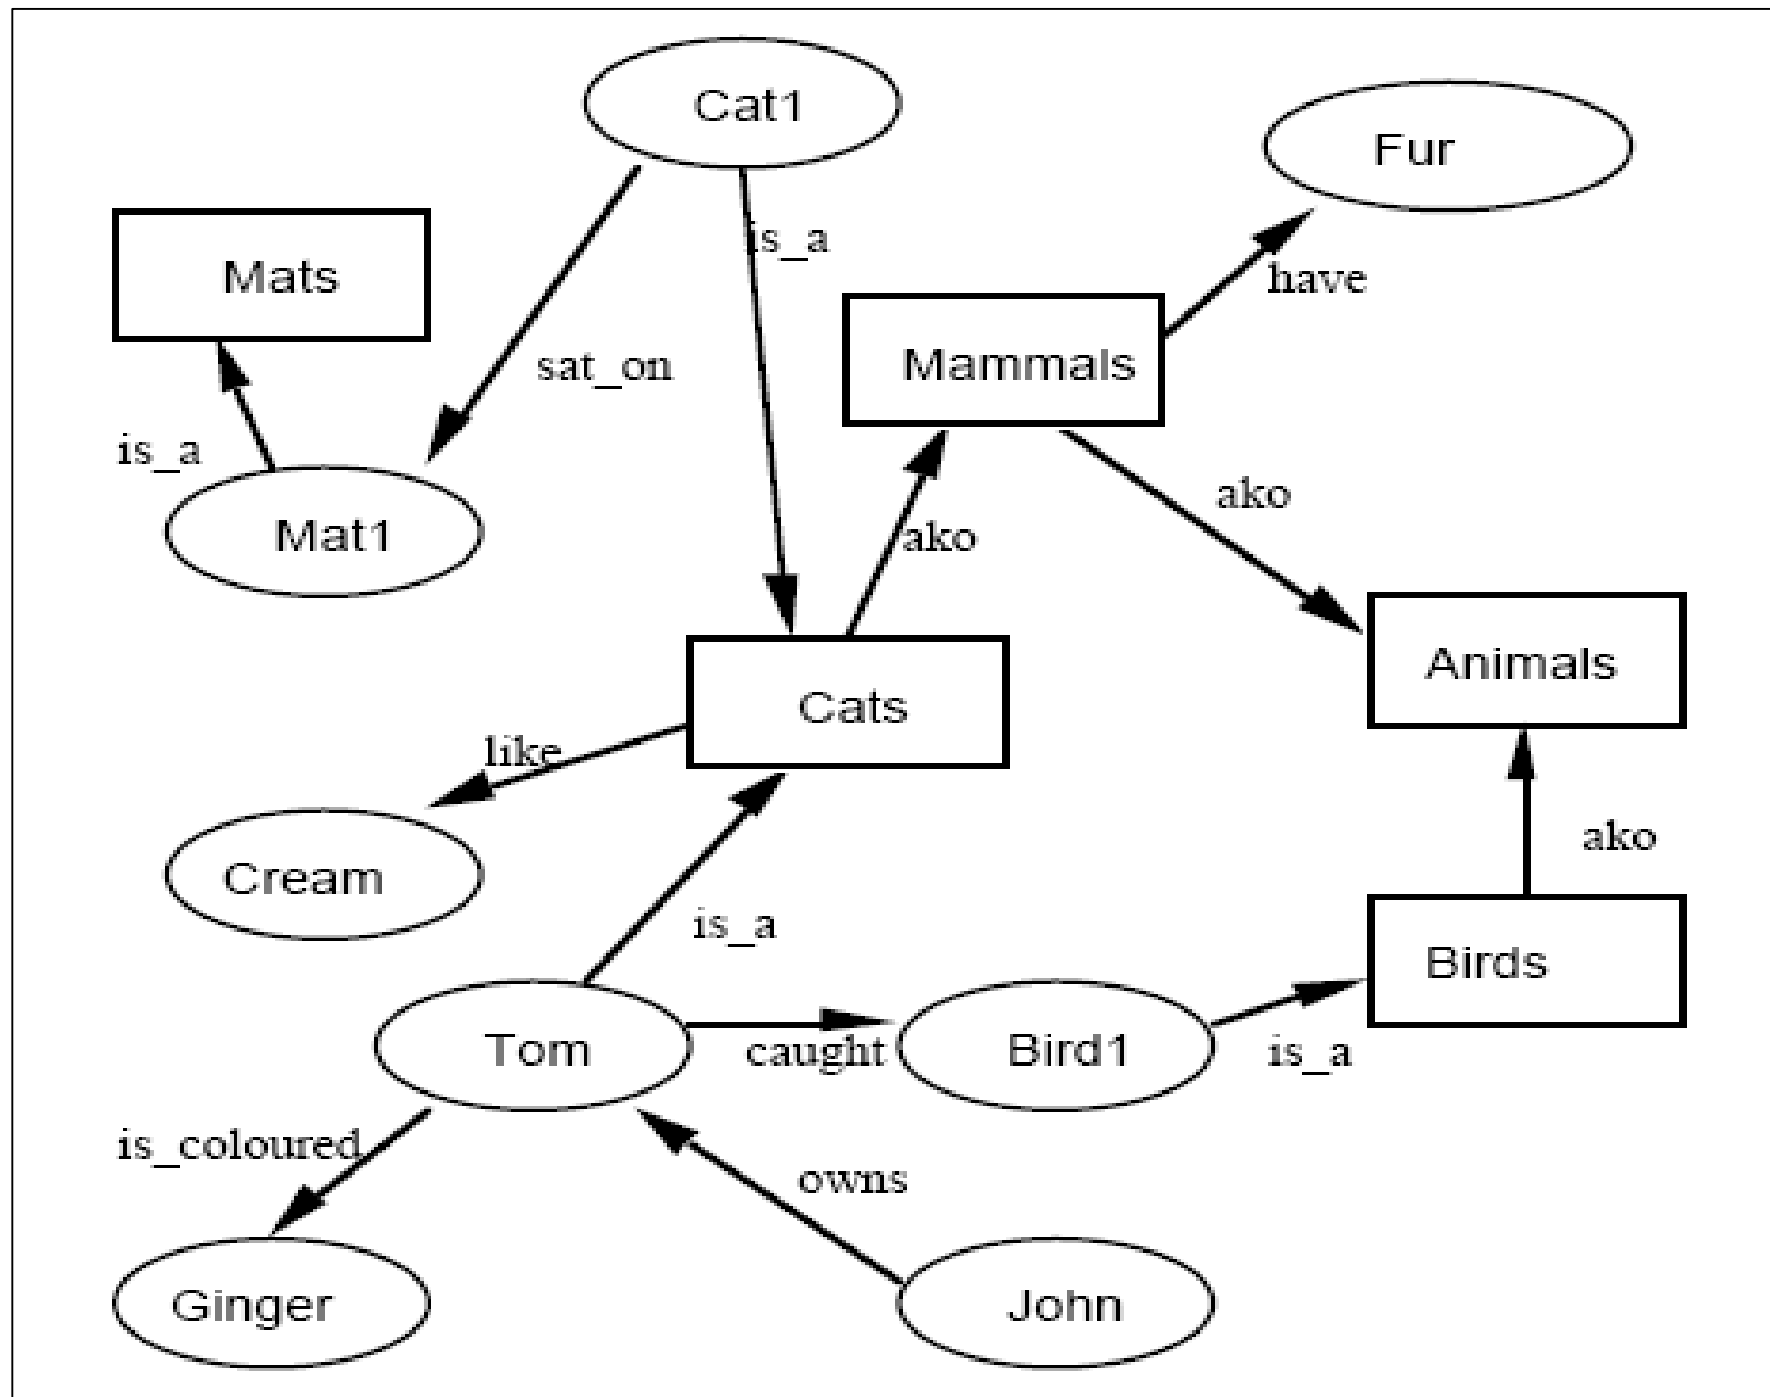 Cat1
Fur
is_a
Mats
have
sat_on
Mammals
is_a
ako
Mat1
ako
Animals
Cats
like
ako
Cream
is_a
Birds
Tom
caught
Bird1
is_a
is_coloured
owns
Ginger
John